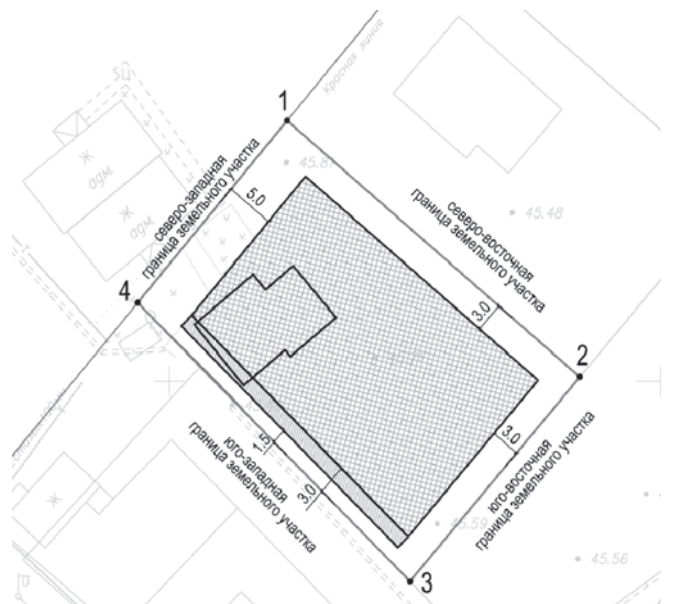 Красная линия
1
45.81
Ж
адм
Ж
адм
северо-западная
граница земельного участка
5.0
северо-восточная
граница земельного участка
45.48
4
3.0
2
3.0
юго-западная
граница земельного участка
1.5
3.0
юго-восточная
граница земельного участка
45.59
45.56
Ж
3